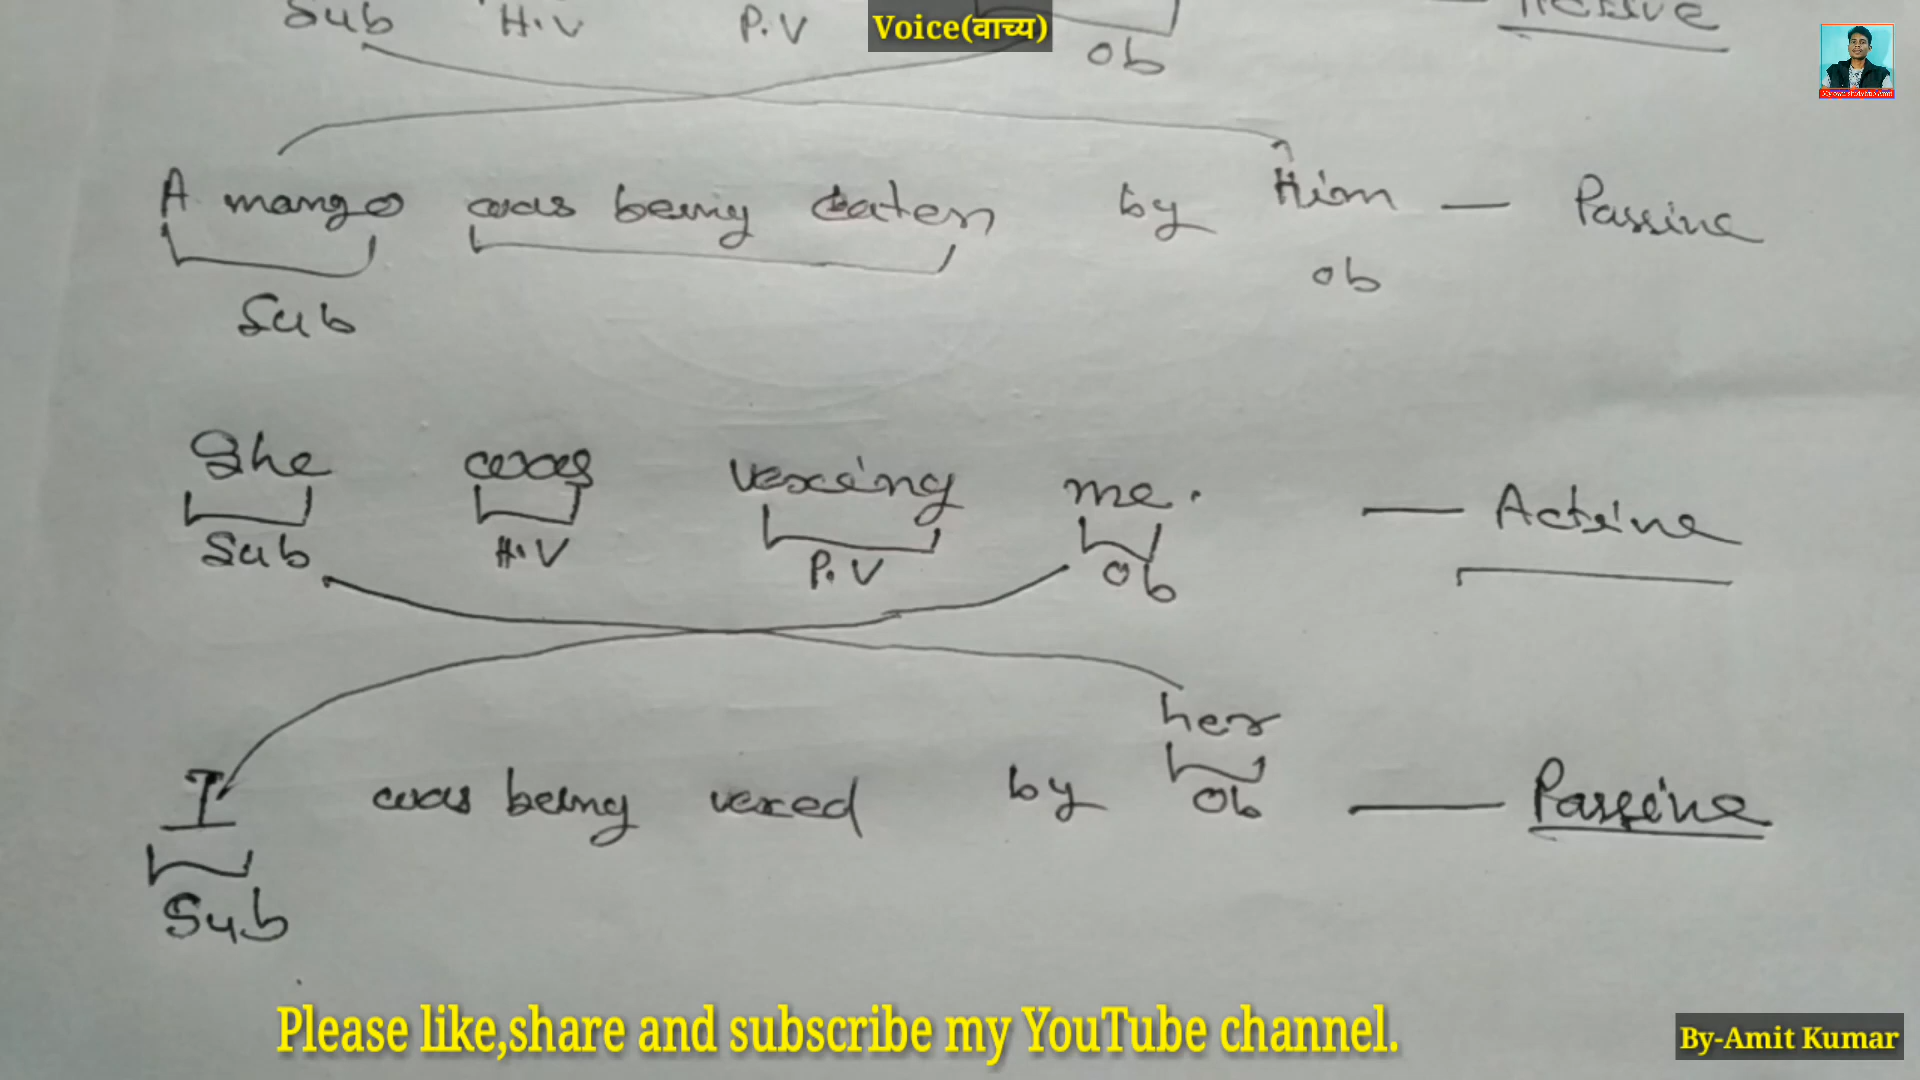 Voice(वाच्य)
Sub H.V P.V Ob
A mango was being eaten by Him — Passive
Sub Ob
She was vexing me. — Active
Sub H.V P.V Ob
I was being vexed by her — Passive
Sub Ob
Please like,share and subscribe my YouTube channel.
By-Amit Kumar